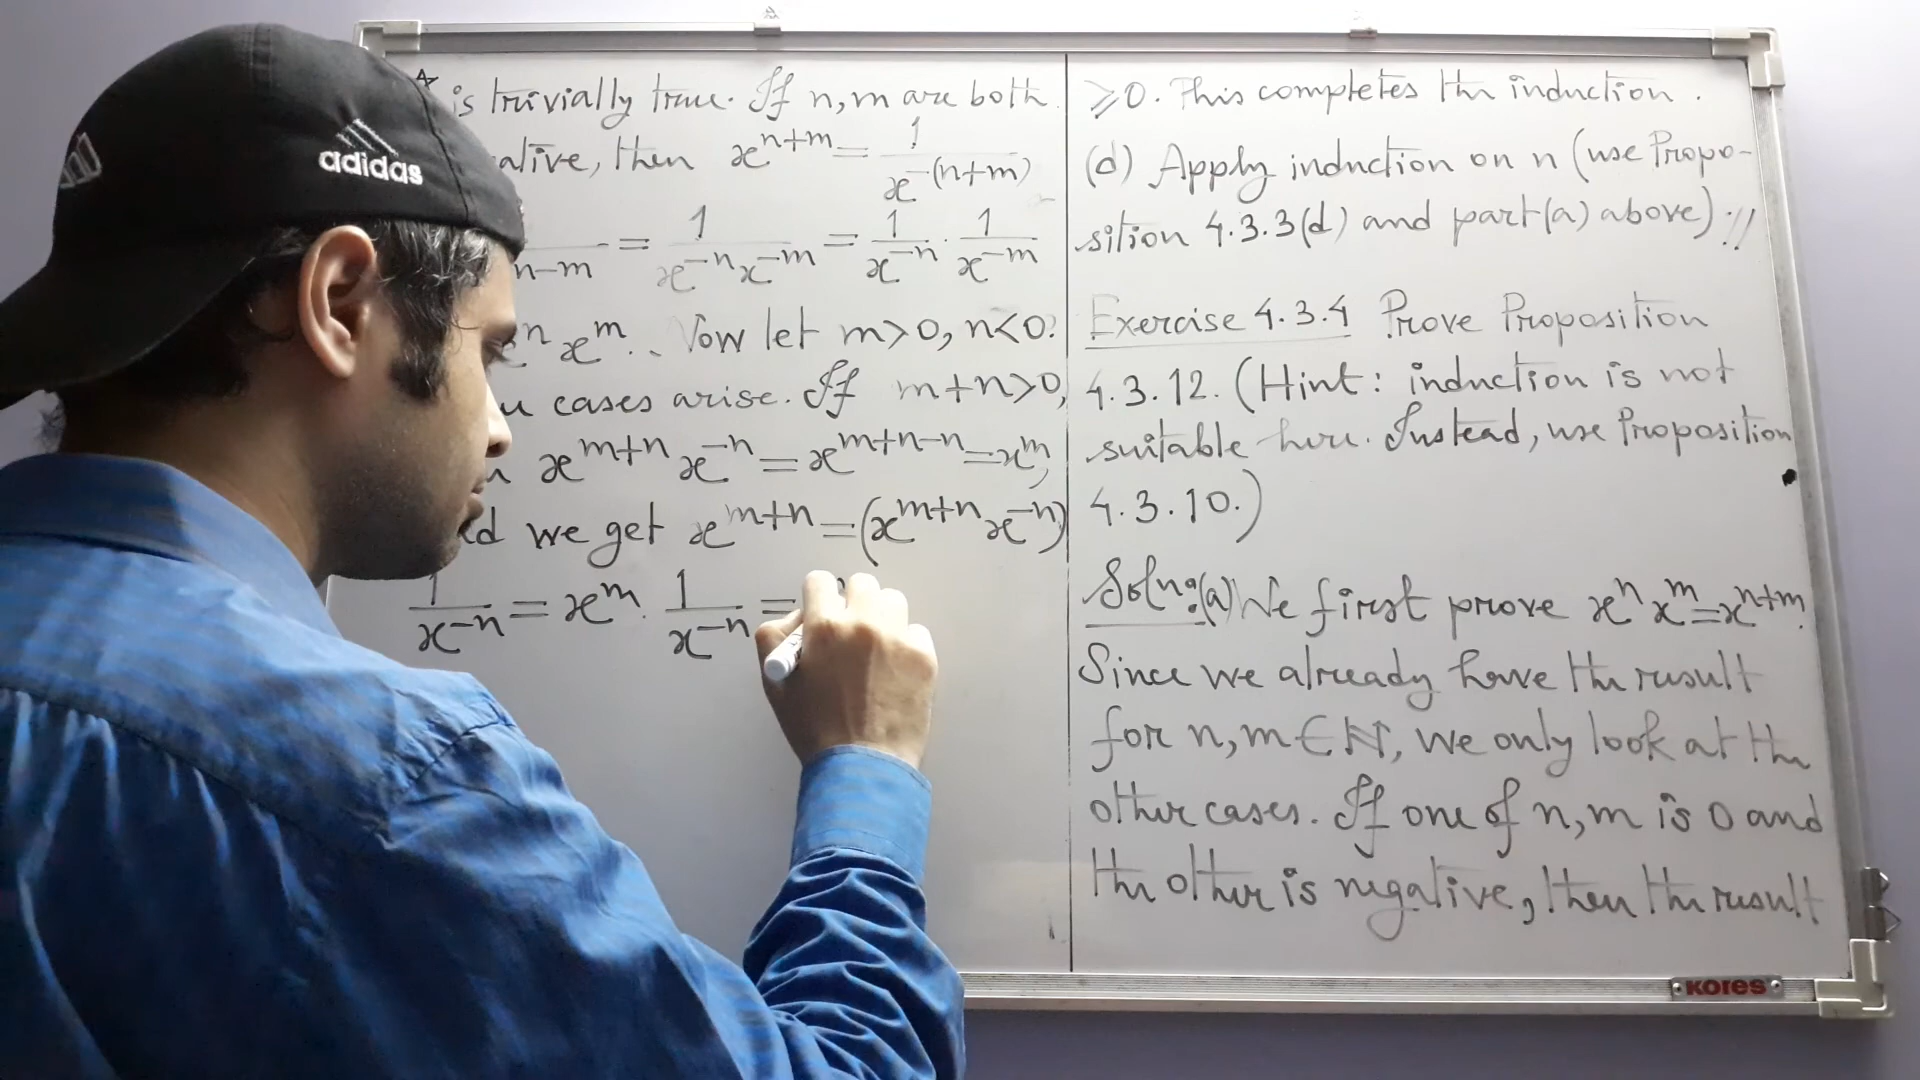 adidas
is trivially true. If n, m are both
ative, then x^{n+m} = 1/x^{-(n+m)}
n-m = 1/(x^{-n} x^{-m}) = 1/x^{-n} · 1/x^{-m}
n x^m. Now let m>0, n<0.
cases arise. If m+n>0,
x^{m+n} x^{-n} = x^{m+n-n} = x^m,
we get x^{m+n} = (x^{m+n} x^{-n})
1/x^{-n} = x^m · 1/x^{-n} =
≥0. This completes the induction.
(d) Apply induction on n (use Propo-
sition 4.3.3(d) and part (a) above).//
Exercise 4.3.4 Prove Proposition
4.3.12. (Hint: induction is not
suitable here. Instead, use Proposition
4.3.10.)
Soln: (a) We first prove x^n x^m = x^{n+m}.
Since we already have the result
for n, m ∈ ℕ, we only look at the
other cases. If one of n, m is 0 and
the other is negative, then the result
KORES